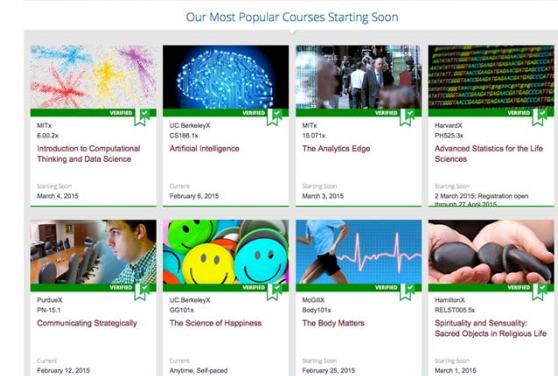 Our Most Popular Courses Starting Soon
VERIFIED
VERIFIED
VERIFIED
VERIFIED
MITx
6.00.2x
Introduction to Computational
Thinking and Data Science
Starting Soon
March 4, 2015
UC BerkeleyX
CS188.1x
Artificial Intelligence
Current
February 6, 2015
MITx
15.071x
The Analytics Edge
Starting Soon
March 3, 2015
HarvardX
PH525.3x
Advanced Statistics for the Life
Sciences
Starting Soon
2 March 2015; Registration open
through 27 April 2015
VERIFIED
VERIFIED
VERIFIED
VERIFIED
PurdueX
PN-15.1
Communicating Strategically
Current
February 12, 2015
UC BerkeleyX
GG101x
The Science of Happiness
Current
Anytime, Self-paced
McGillX
Body101x
The Body Matters
Starting Soon
February 25, 2015
HamiltonX
RELST005.5x
Spirituality and Sensuality:
Sacred Objects in Religious Life
Starting Soon
March 1, 2015